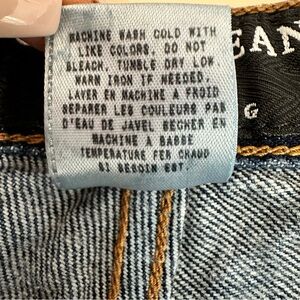 MACHINE WASH COLD WITH
LIKE COLORS. DO NOT
BLEACH. TUMBLE DRY LOW
WARM IRON IF NEEDED.
LAVER EN MACHINE A FROID
SEPARER LES COULEURS PAS
D'EAU DE JAVEL SECHER EN
MACHINE A BASSE
TEMPERATURE FER CHAUD
SI BESOIN EST.
EAN
G